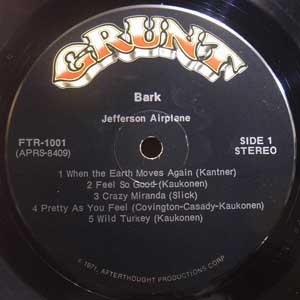 GRUNT
Bark
Jefferson Airplane
FTR-1001
(APRS-8409)
SIDE 1
STEREO
1 When the Earth Moves Again (Kantner)
2 Feel So Good (Kaukonen)
3 Crazy Miranda (Slick)
4 Pretty As You Feel (Covington-Casady-Kaukonen)
5 Wild Turkey (Kaukonen)
© 1971, AFTERTHOUGHT PRODUCTIONS CORP